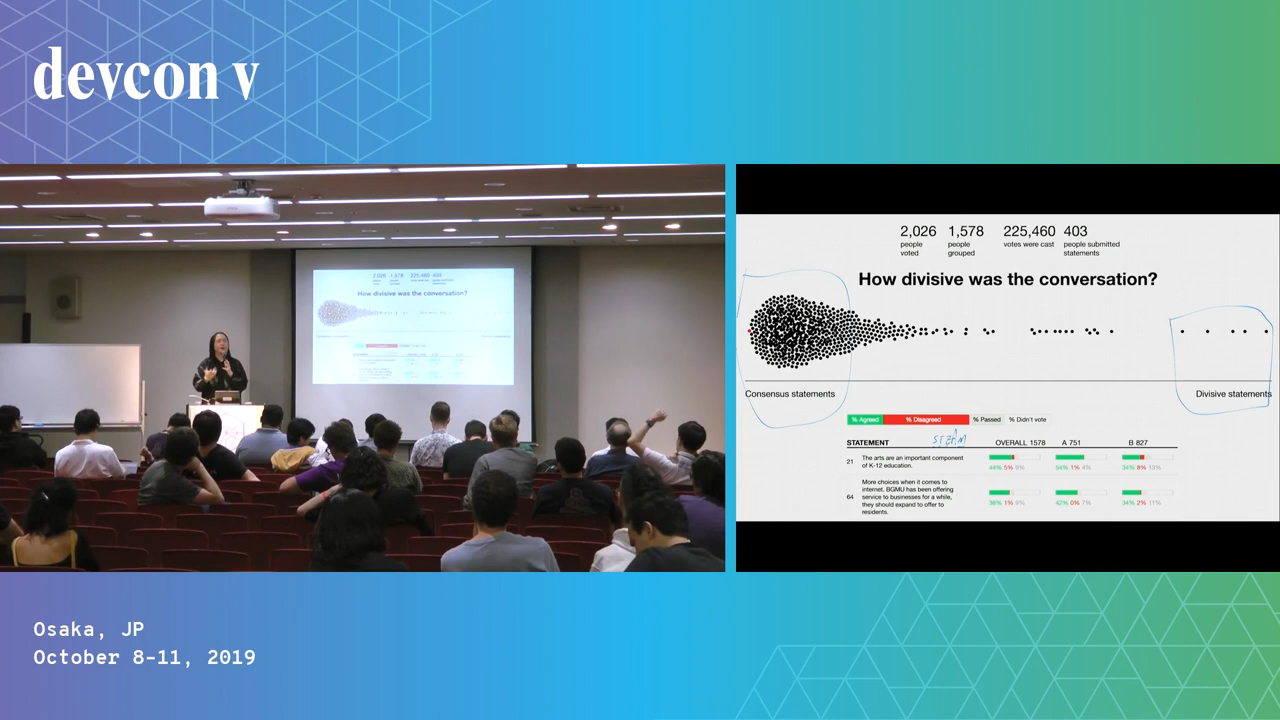 devcon v
2,026 1,578 225,460 403
people voted people grouped votes were cast people submitted statements
How divisive was the conversation?
Consensus statements Divisive statements
% Agreed % Disagreed % Passed % Didn't vote
STEAM
STATEMENT OVERALL 1578 A 751 B 827
21 The arts are an important component
of K-12 education.
44% 5% 9% 54% 1% 4% 34% 8% 13%
More choices when it comes to
internet. BGMU has been offering
64 service to businesses for a while,
they should expand to offer to
residents.
38% 1% 9% 42% 0% 7% 34% 2% 11%
Osaka, JP
October 8-11, 2019